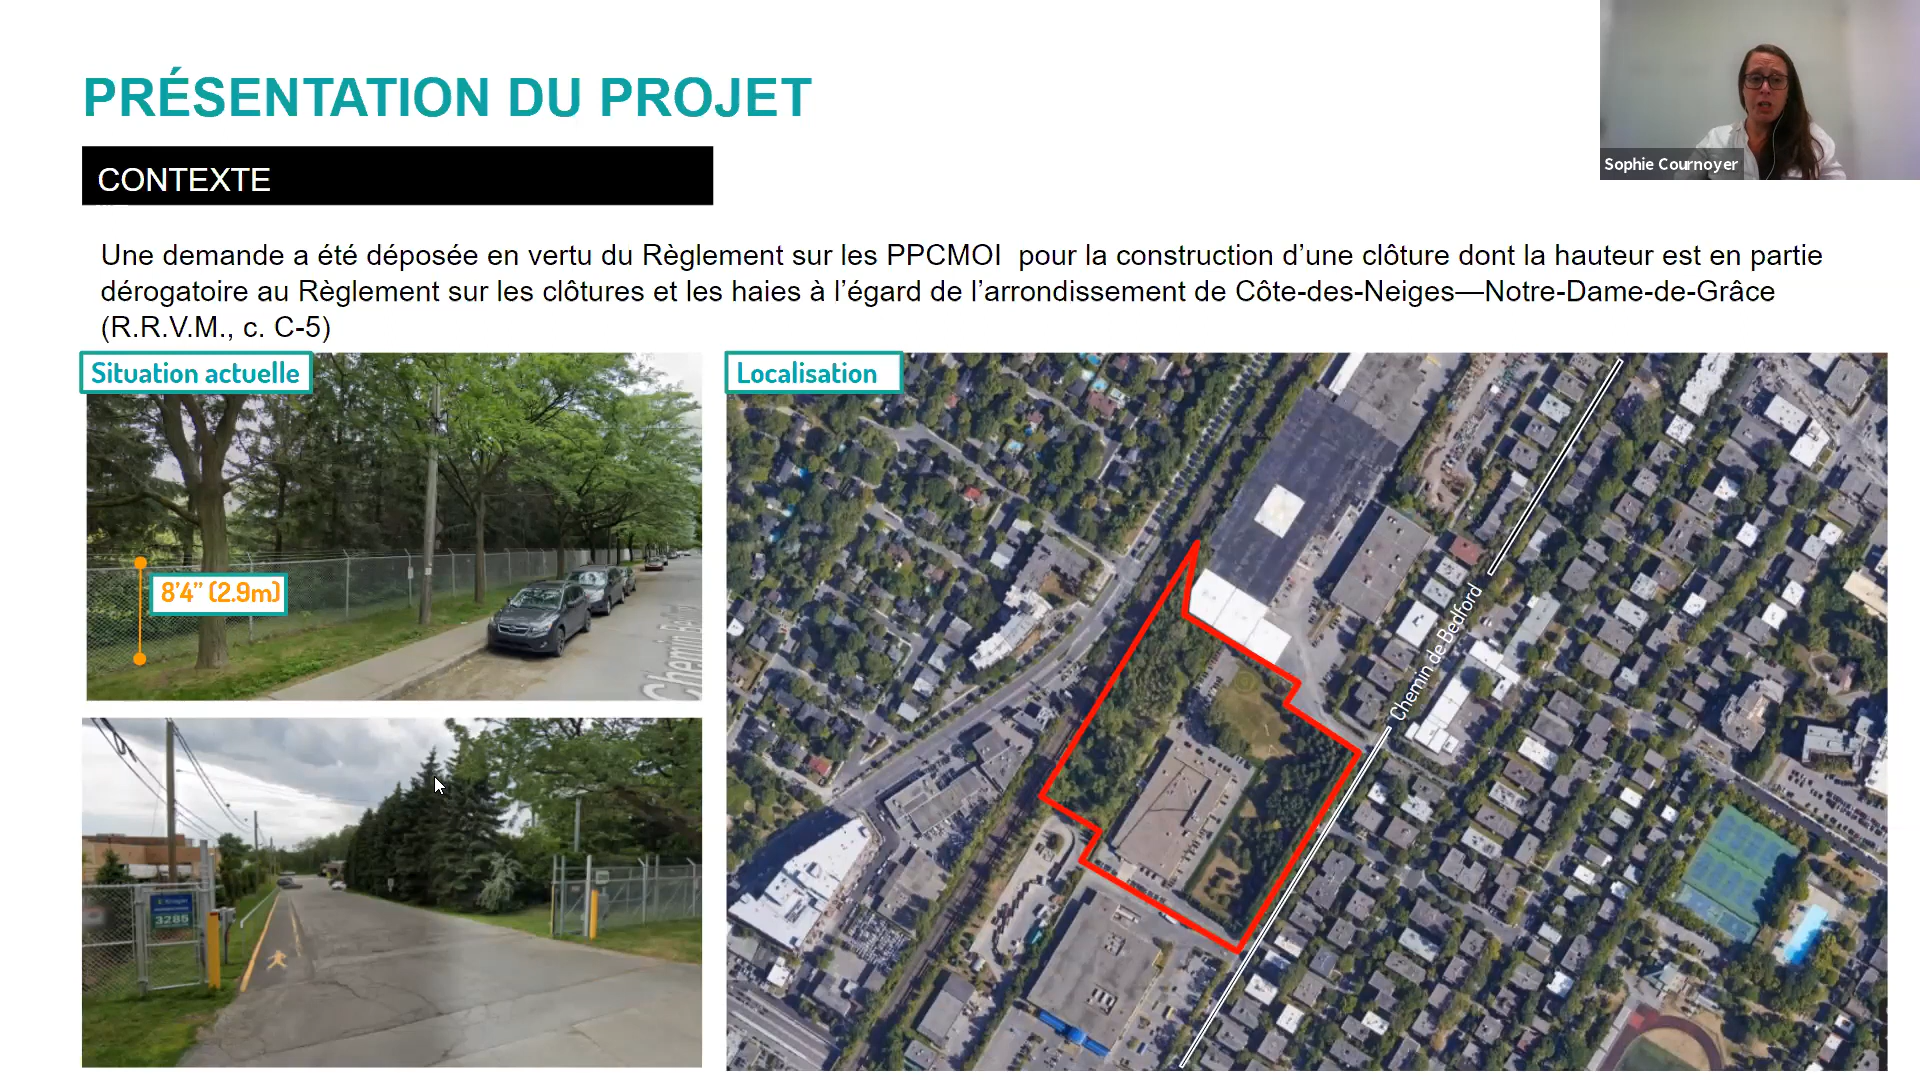 PRÉSENTATION DU PROJET
CONTEXTE
Sophie Cournoyer
Une demande a été déposée en vertu du Règlement sur les PPCMOI pour la construction d’une clôture dont la hauteur est en partie
dérogatoire au Règlement sur les clôtures et les haies à l’égard de l’arrondissement de Côte-des-Neiges—Notre-Dame-de-Grâce
(R.R.V.M., c. C-5)
Situation actuelle
8’4” (2.9m)
Localisation
Chemin de Bedford
3285